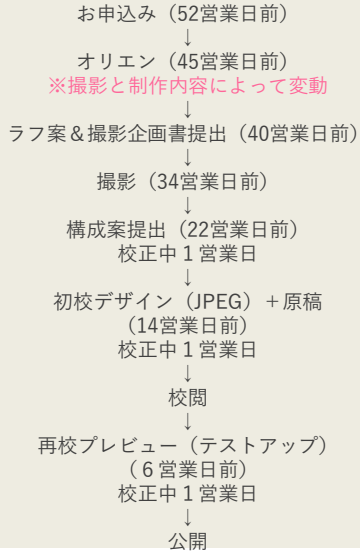 お申込み（52営業日前）
↓
オリエン（45営業日前）
※撮影と制作内容によって変動
↓
ラフ案＆撮影企画書提出（40営業日前）
↓
撮影（34営業日前）
↓
構成案提出（22営業日前）
校正中１営業日
↓
初校デザイン（JPEG）＋原稿
（14営業日前）
校正中１営業日
↓
校閲
↓
再校プレビュー（テストアップ）
（６営業日前）
校正中１営業日
↓
公開